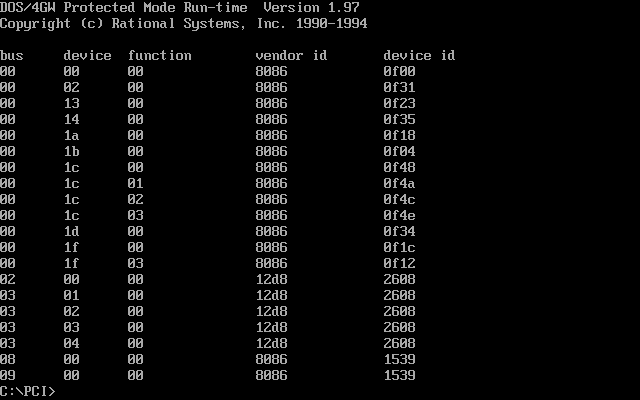 DOS/4GW Protected Mode Run-time  Version 1.97
Copyright (c) Rational Systems, Inc. 1990-1994
bus     device  function        vendor id       device id
00      00      00              8086            0f00
00      02      00              8086            0f31
00      13      00              8086            0f23
00      14      00              8086            0f35
00      1a      00              8086            0f18
00      1b      00              8086            0f04
00      1c      00              8086            0f48
00      1c      01              8086            0f4a
00      1c      02              8086            0f4c
00      1c      03              8086            0f4e
00      1d      00              8086            0f34
00      1f      00              8086            0f1c
00      1f      03              8086            0f12
02      00      00              12d8            2608
03      01      00              12d8            2608
03      02      00              12d8            2608
03      03      00              12d8            2608
03      04      00              12d8            2608
08      00      00              8086            1539
09      00      00              8086            1539
C:\PCI>